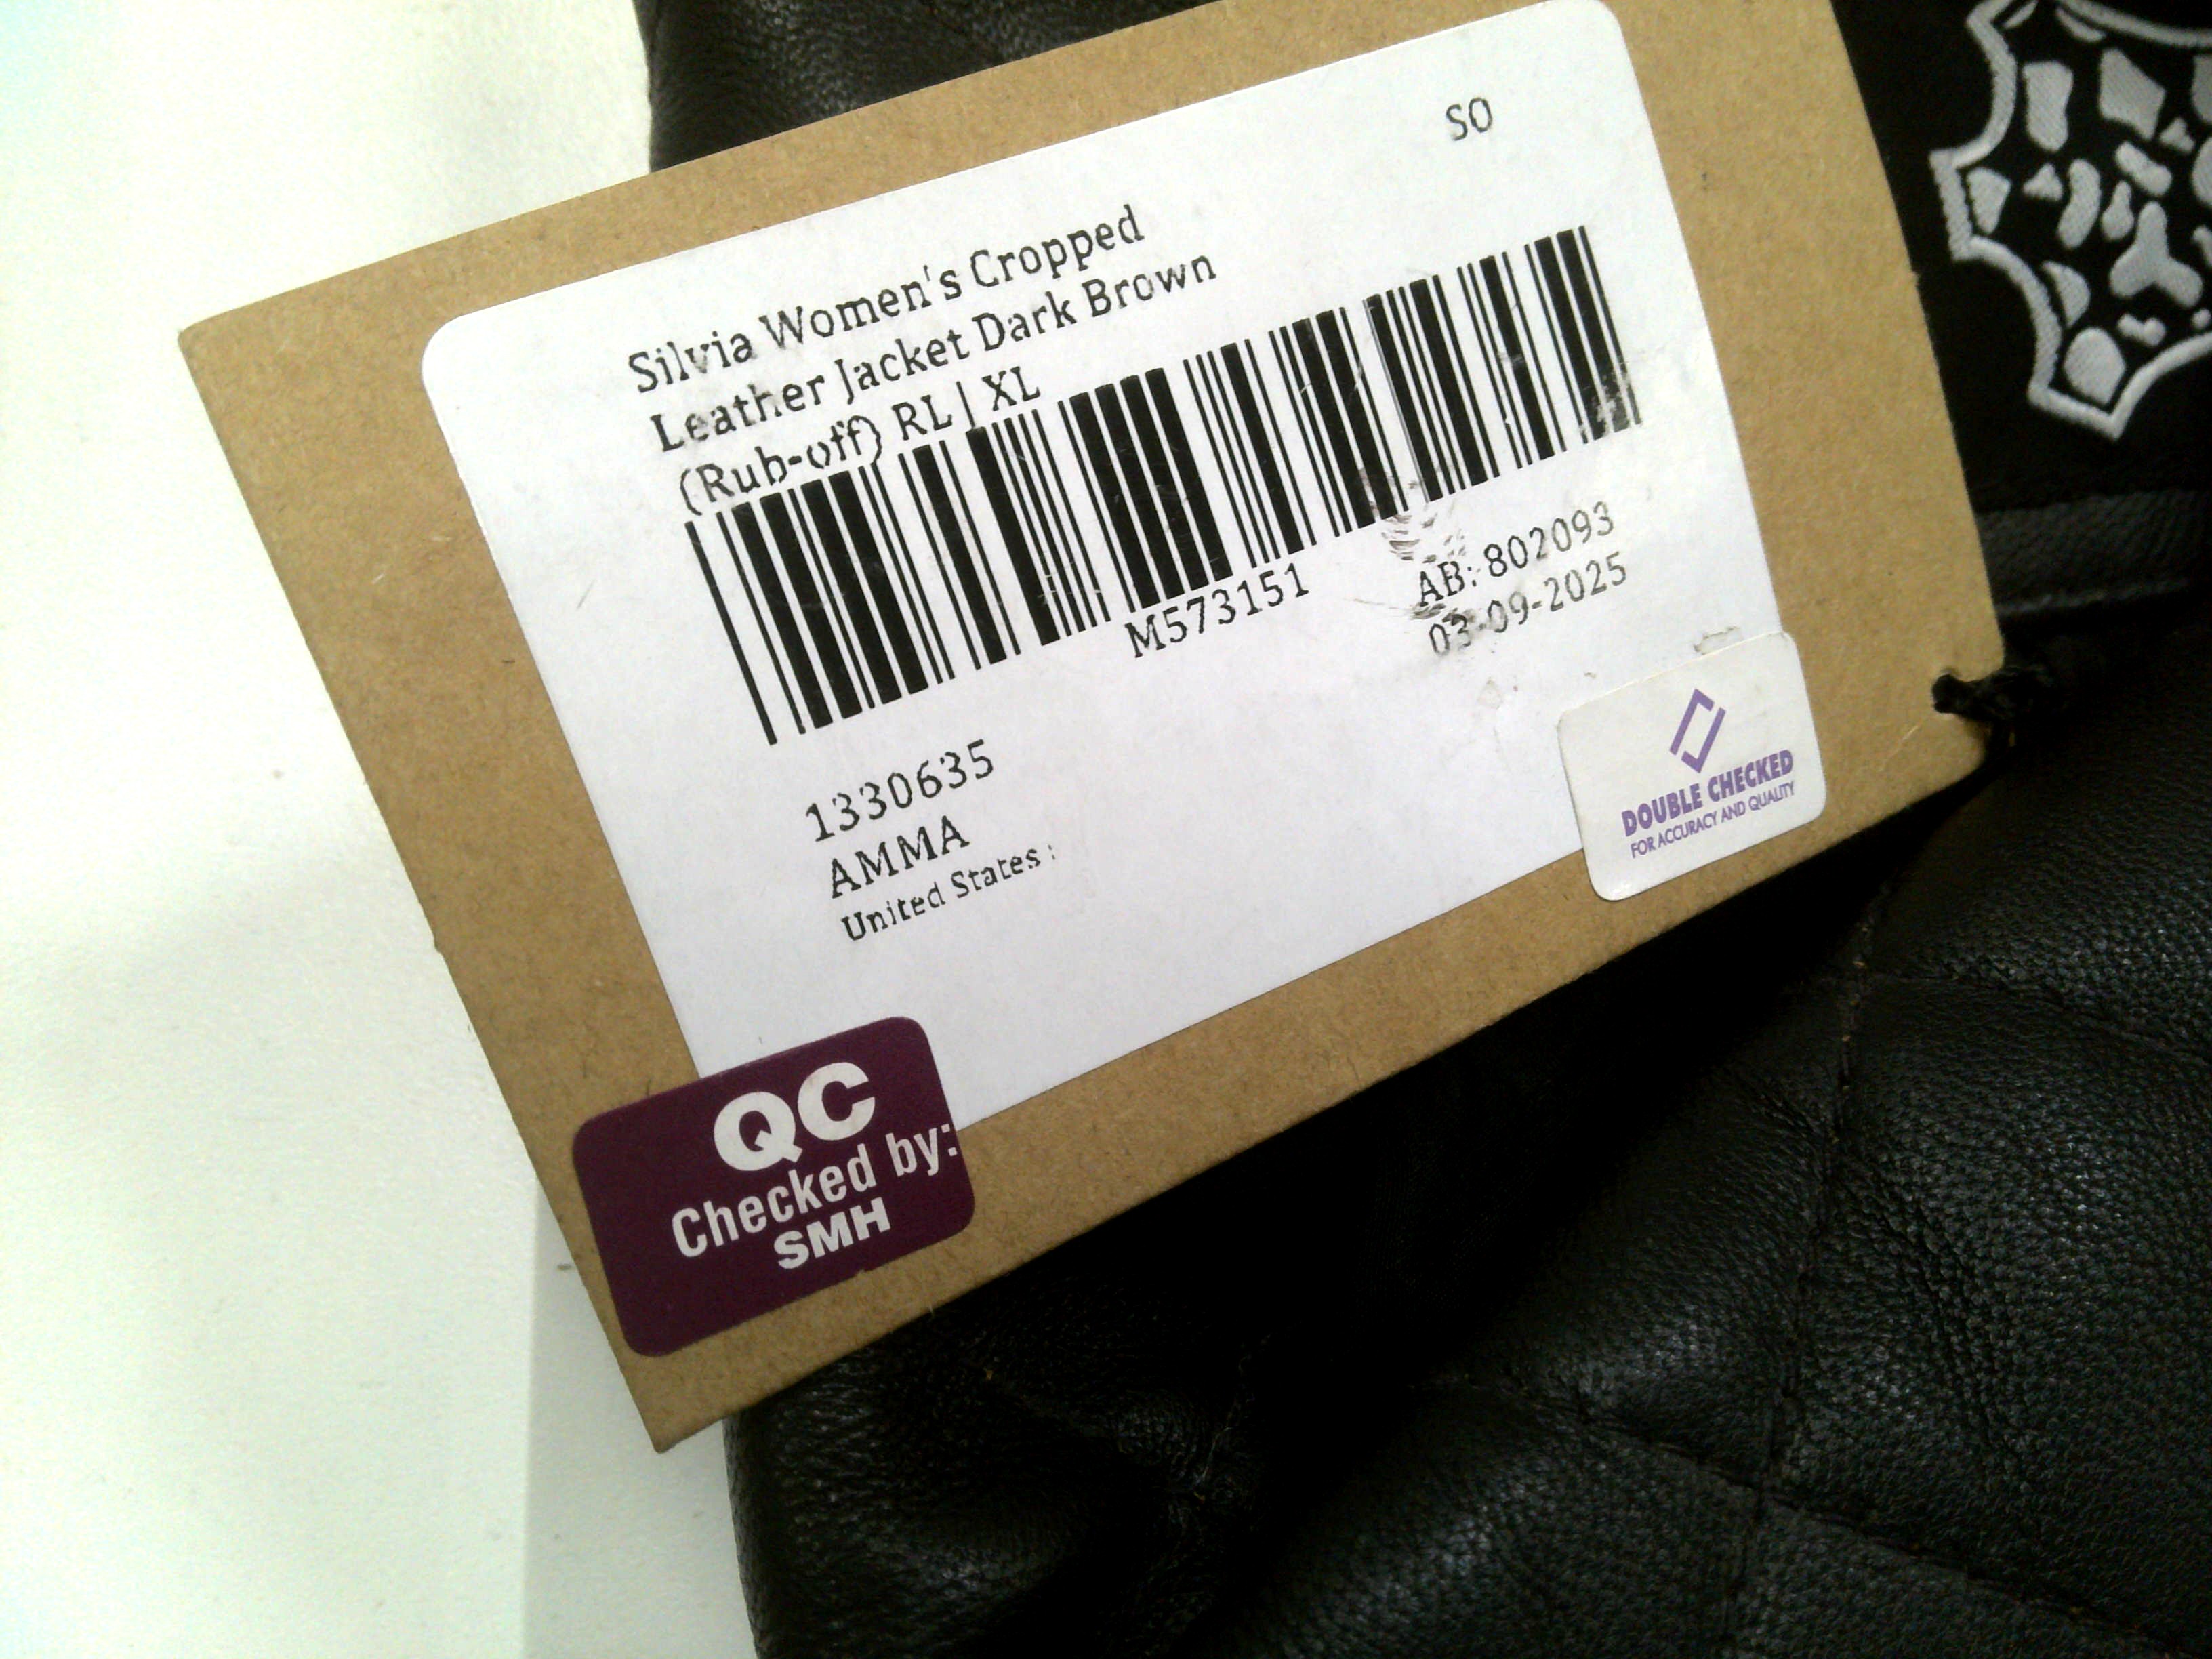 SO
Silvia Women's Cropped
Leather Jacket Dark Brown
(Rub-off) RL | XL
M573151
AB: 802093
03-09-2025
1330635
AMMA
United States :
DOUBLE CHECKED
FOR ACCURACY AND QUALITY
QC
Checked by:
SMH